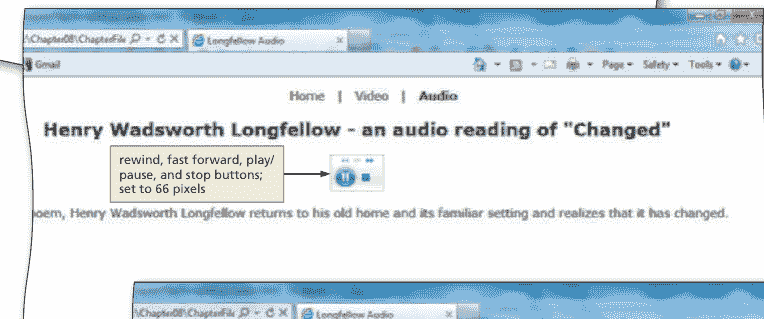 \Chapter08\ChapterFile
Longfellow Audio
Gmail
Page Safety Tools
Home | Video | Audio
Henry Wadsworth Longfellow - an audio reading of "Changed"
rewind, fast forward, play/
pause, and stop buttons;
set to 66 pixels
poem, Henry Wadsworth Longfellow returns to his old home and its familiar setting and realizes that it has changed.
\Chapter08\ChapterFile
Longfellow Audio